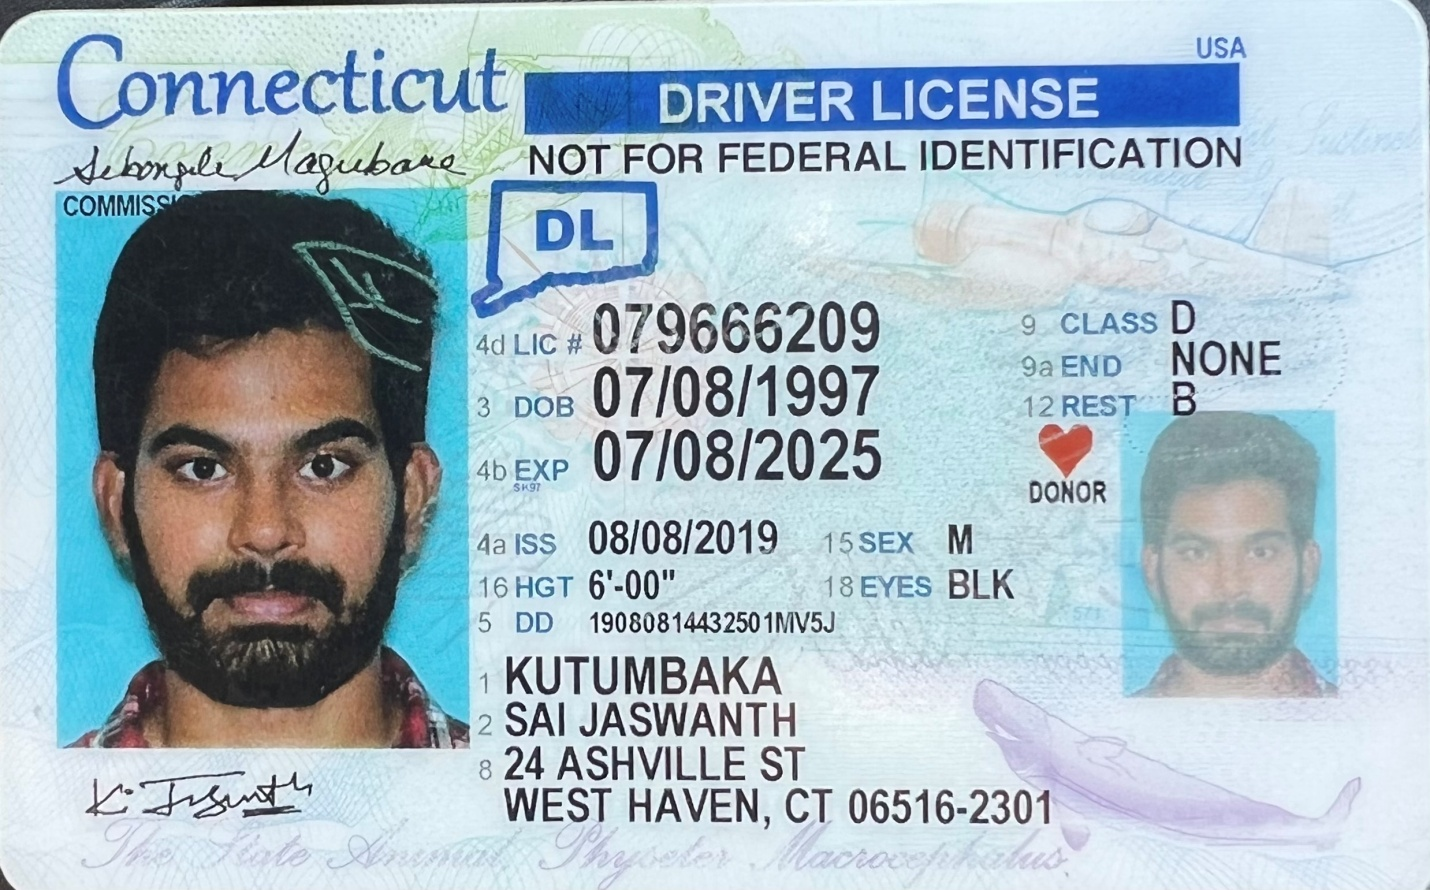 Connecticut
USA
DRIVER LICENSE
NOT FOR FEDERAL IDENTIFICATION
Sibongile Magubane
DL
4d LIC # 079666209
3 DOB 07/08/1997
4b EXP 07/08/2025
9 CLASS D
9a END NONE
12 REST B
DONOR
4a ISS 08/08/2019
15 SEX M
16 HGT 6'-00"
18 EYES BLK
5 DD 19080814432501MV5J
1 KUTUMBAKA
2 SAI JASWANTH
8 24 ASHVILLE ST
WEST HAVEN, CT 06516-2301
The State Animal Physeter Macrocephalus